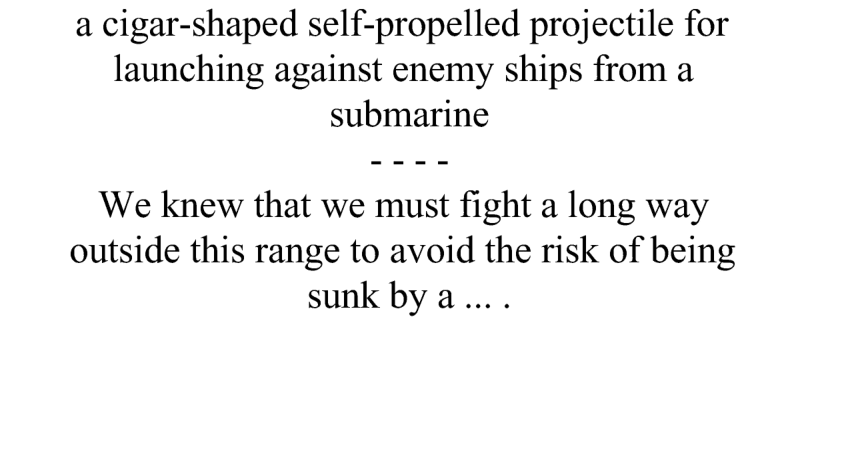 a cigar-shaped self-propelled projectile for
launching against enemy ships from a
submarine
- - - -
We knew that we must fight a long way
outside this range to avoid the risk of being
sunk by a ... .